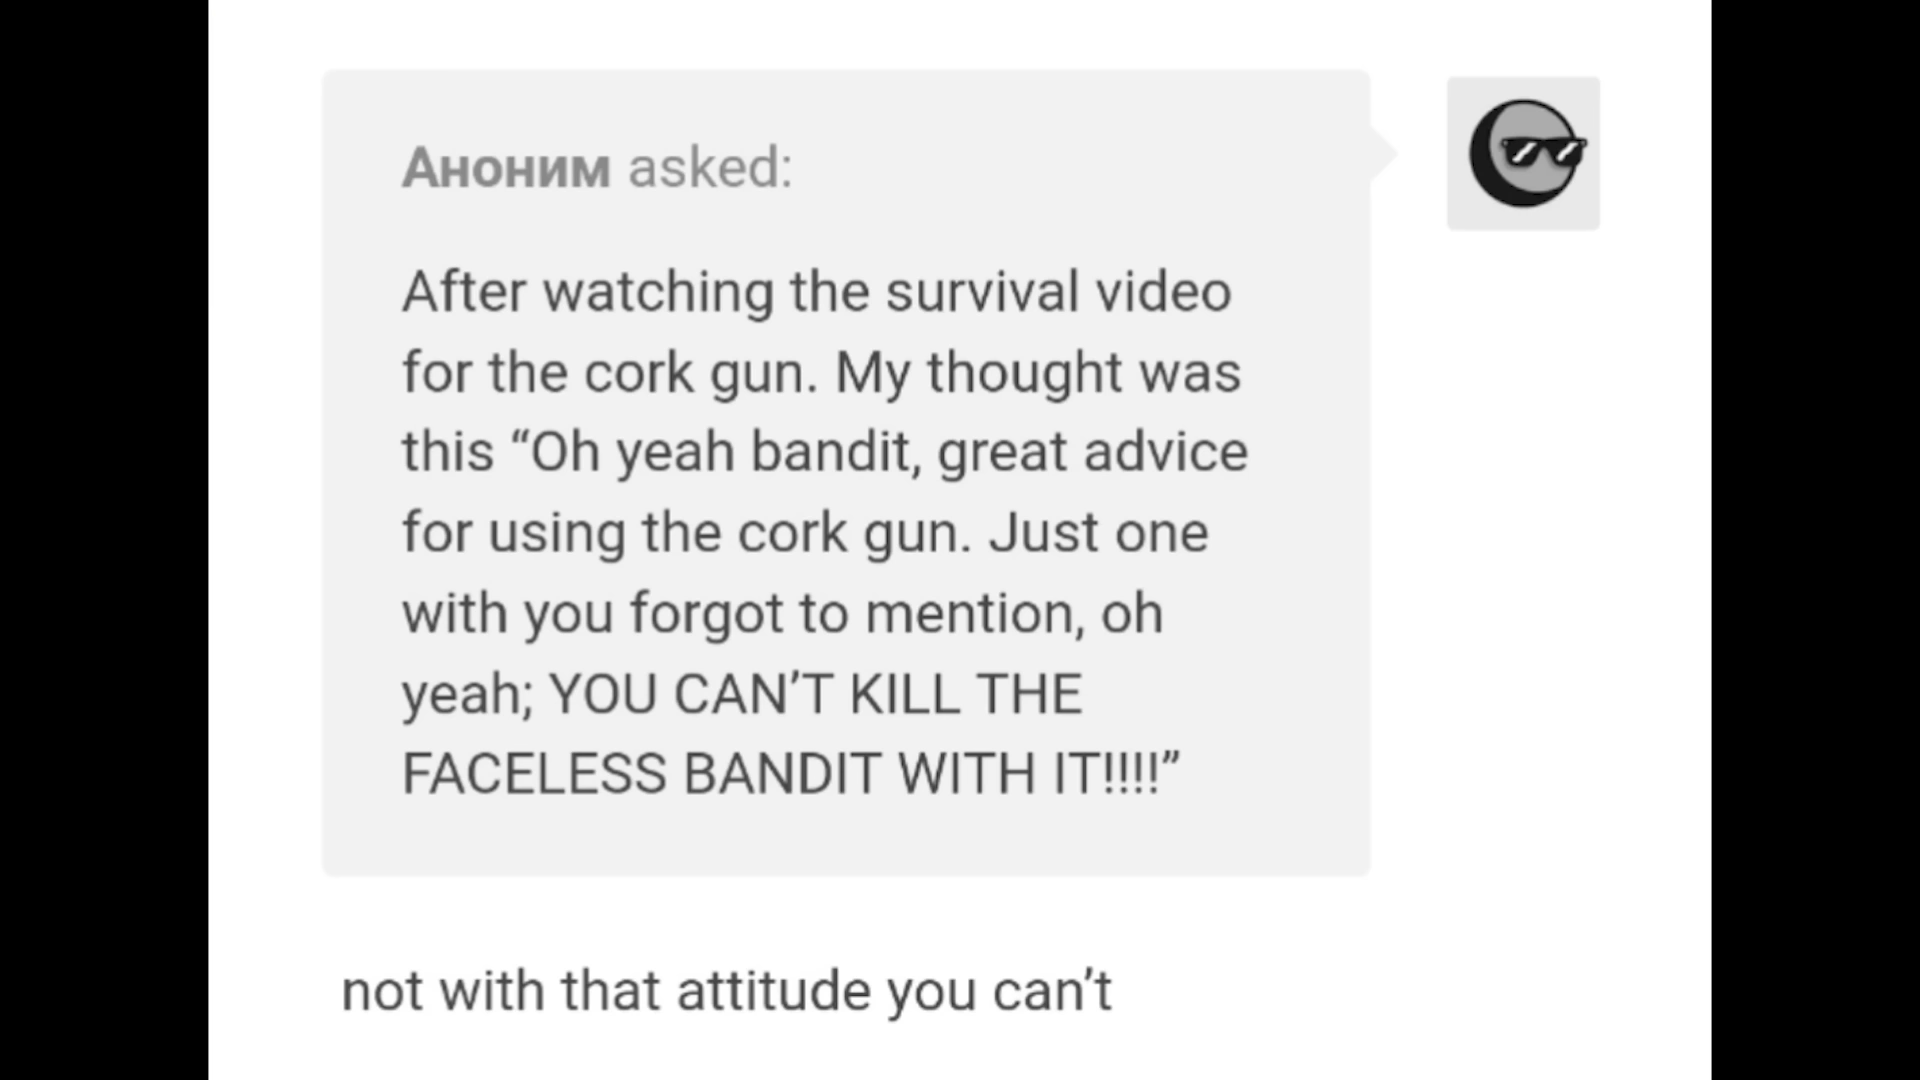 Аноним asked:
After watching the survival video
for the cork gun. My thought was
this “Oh yeah bandit, great advice
for using the cork gun. Just one
with you forgot to mention, oh
yeah; YOU CAN’T KILL THE
FACELESS BANDIT WITH IT!!!!”
not with that attitude you can’t